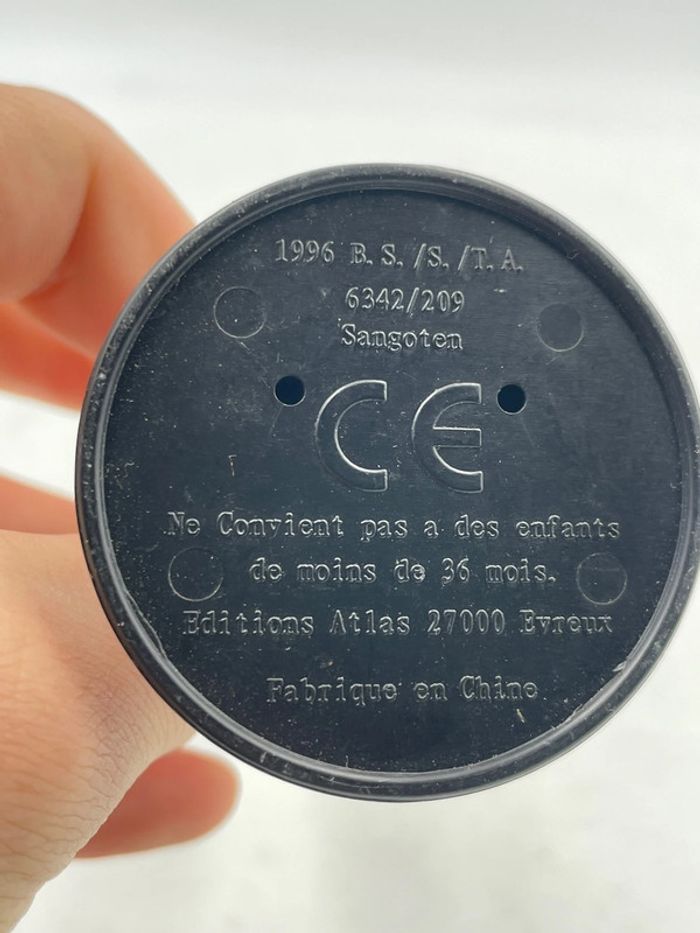 1996 B.S./S./T.A.
6342/209
Sangoten
CE
Ne Convient pas a des enfants
de moins de 36 mois.
Editions Atlas 27000 Evreux
Fabrique en Chine